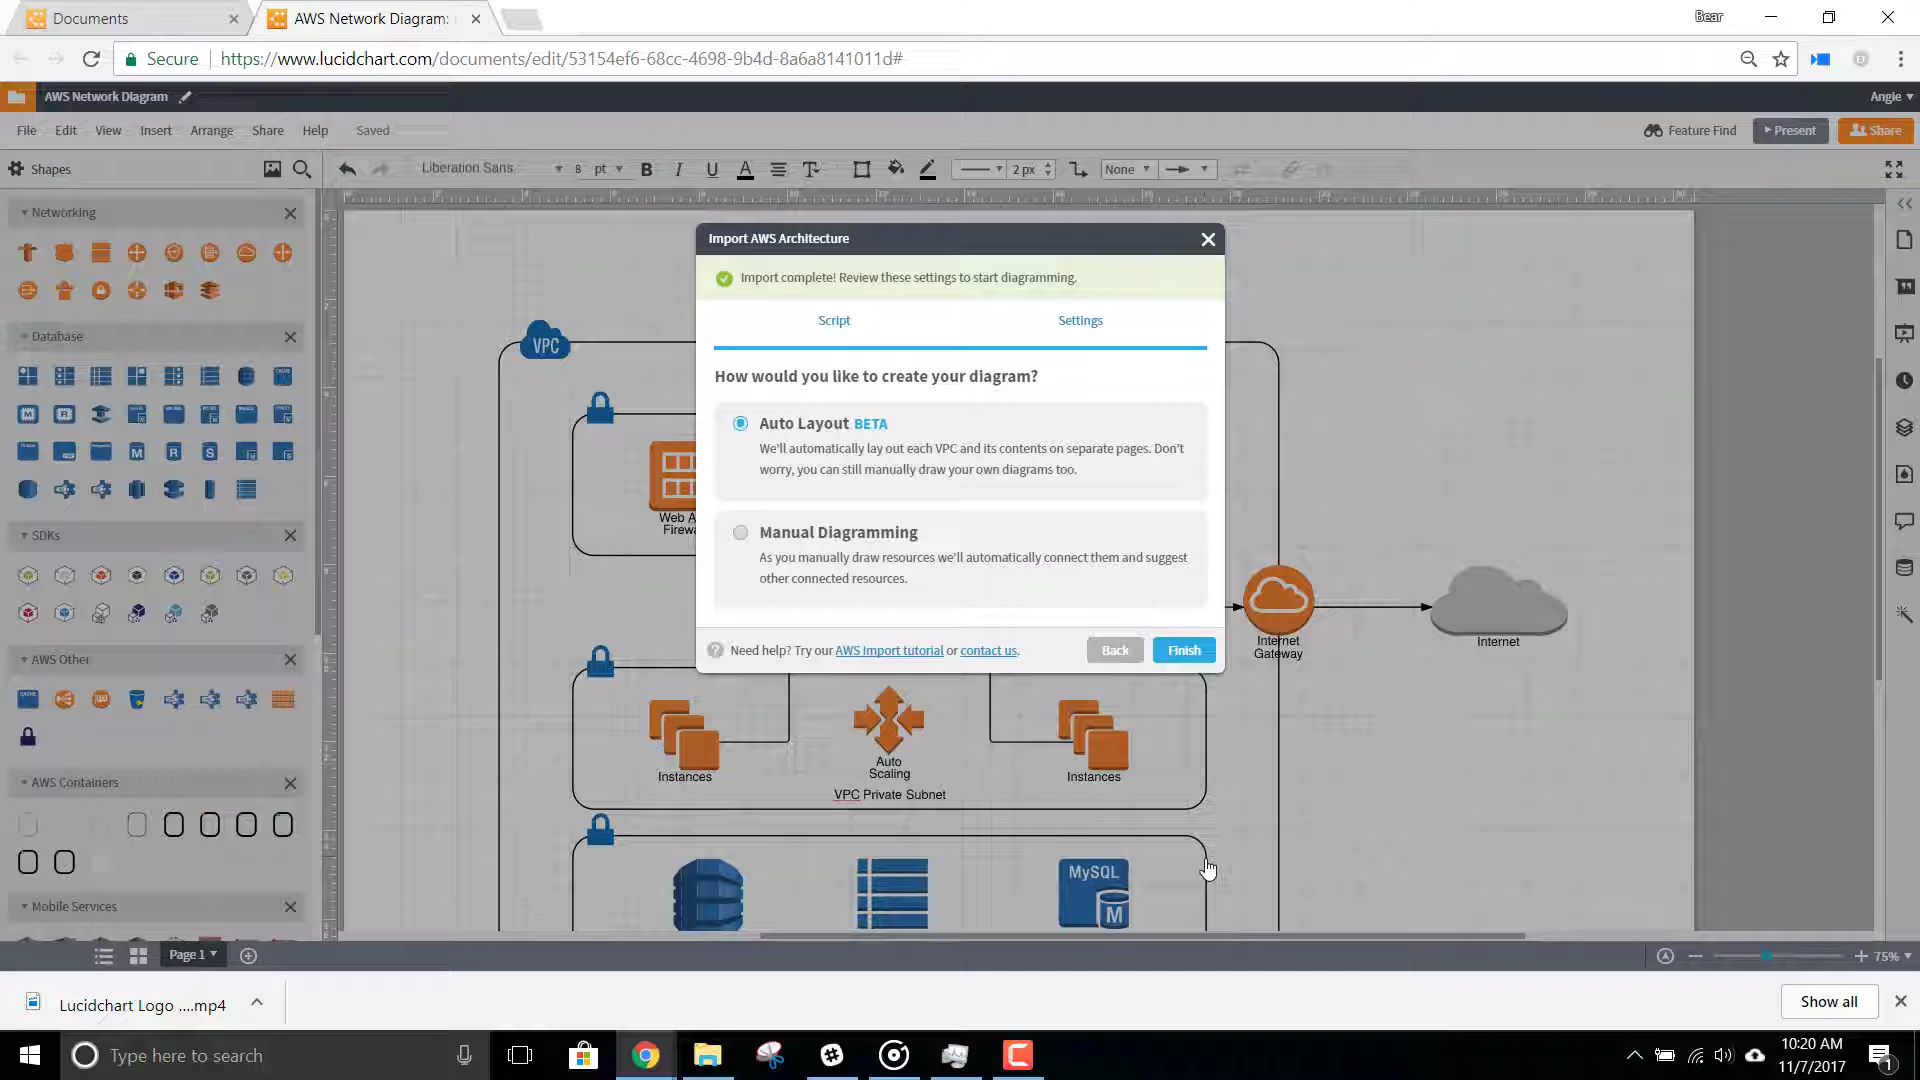 Documents
AWS Network Diagram:
Bear
Secure
https://www.lucidchart.com/documents/edit/53154ef6-68cc-4698-9b4d-8a6a8141011d#
AWS Network Diagram
Angie
File Edit View Insert Arrange Share Help Saved
Feature Find
Present
Share
Shapes
Liberation Sans
8 pt
B I U A T
2 px
None
Networking
Database
SDKs
AWS Other
AWS Containers
Mobile Services
VPC
Web A
Firewa
Import AWS Architecture
Import complete! Review these settings to start diagramming.
Script
Settings
How would you like to create your diagram?
Auto Layout BETA
We'll automatically lay out each VPC and its contents on separate pages. Don't
worry, you can still manually draw your own diagrams too.
Manual Diagramming
As you manually draw resources we'll automatically connect them and suggest
other connected resources.
Need help? Try our AWS Import tutorial or contact us.
Back
Finish
Internet
Gateway
Internet
Instances
Auto
Scaling
Instances
VPC Private Subnet
MySQL
M
Page 1
75%
Lucidchart Logo ....mp4
Show all
Type here to search
10:20 AM
11/7/2017
1